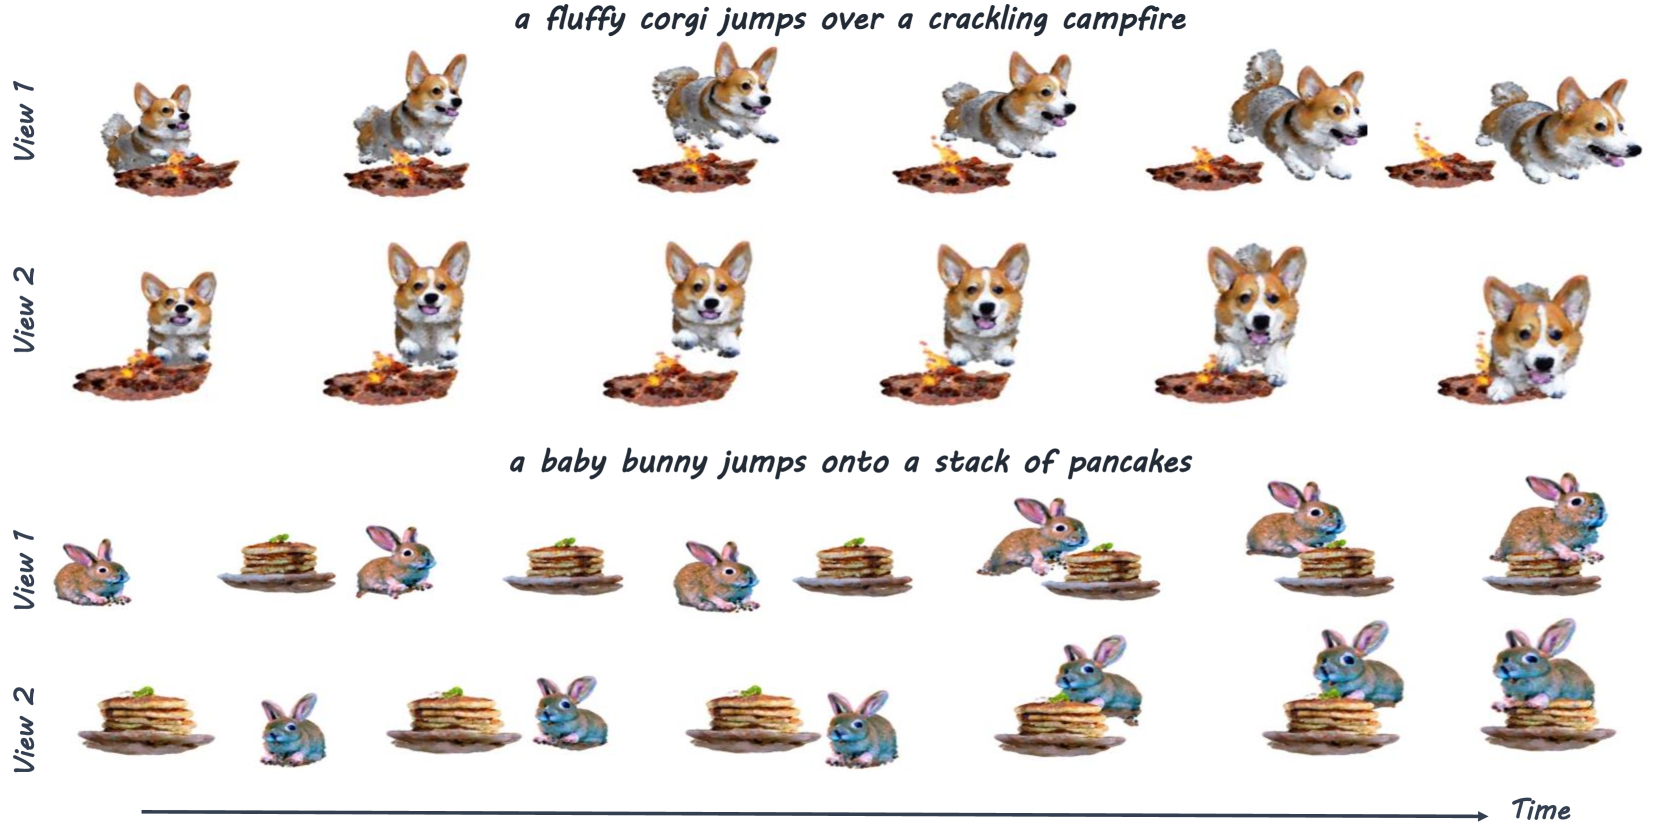 a fluffy corgi jumps over a crackling campfire
View 1
View 2
a baby bunny jumps onto a stack of pancakes
View 1
View 2
Time